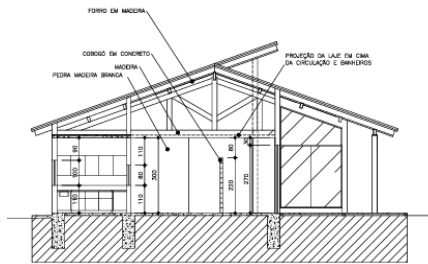 FORRO EM MADEIRA
COBOGÓ EM CONCRETO
MADEIRA
PEDRA MADEIRA BRANCA
PROJEÇÃO DA LAJE EM CIMA
DA CIRCULAÇÃO E BANHEIROS
90
100
110
110
80
110
300
80
220
30
270